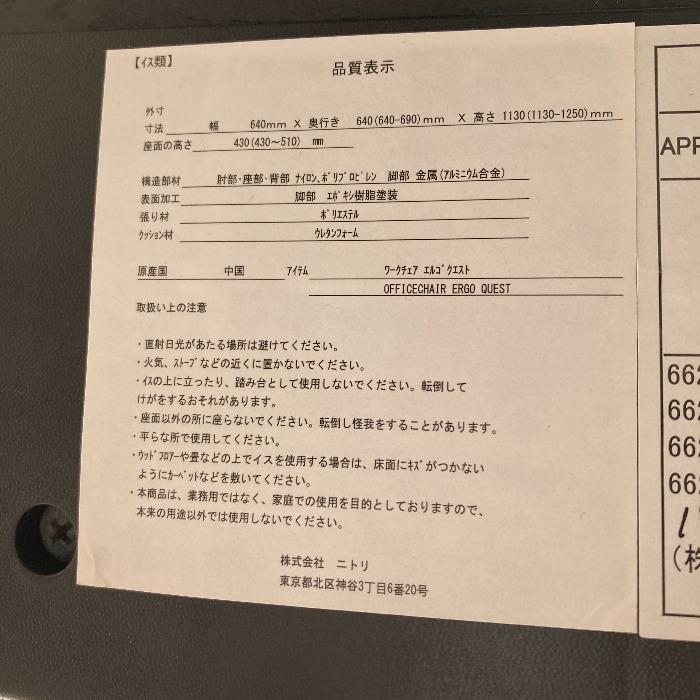 【ｲｽ類】
品質表示
外寸
寸法 幅 640mm X 奥行き 640(640-690)mm X 高さ 1130(1130-1250)mm
座面の高さ 430(430～510) mm
構造部材 肘部・座部・背部 ﾅｲﾛﾝ、ﾎﾟﾘﾌﾟﾛﾋﾟﾚﾝ 脚部 金属(ｱﾙﾐﾆｳﾑ合金)
表面加工 脚部 ｴﾎﾟｷｼ樹脂塗装
張り材 ﾎﾟﾘｴｽﾃﾙ
ｸｯｼｮﾝ材 ｳﾚﾀﾝﾌｫｰﾑ
原産国 中国 ｱｲﾃﾑ ﾜｰｸﾁｪｱ ｴﾙｺﾞｸｴｽﾄ
OFFICECHAIR ERGO QUEST
取扱い上の注意
・直射日光があたる場所は避けてください。
・火気、ｽﾄｰﾌﾞなどの近くに置かないでください。
・ｲｽの上に立ったり、踏み台として使用しないでください。転倒して
けがをするおそれがあります。
・座面以外の所に座らないでください。転倒し怪我をすることがあります。
・平らな所で使用してください。
・ｳｯﾄﾞﾌﾛｱｰや畳などの上でイスを使用する場合は、床面にｷｽﾞがつかない
ようにｶｰﾍﾟｯﾄなどを敷いてください。
・本商品は、業務用ではなく、家庭での使用を目的としておりますので、
本来の用途以外では使用しないでください。
株式会社 ニトリ
東京都北区神谷3丁目6番20号
APP
662
662
662
(株